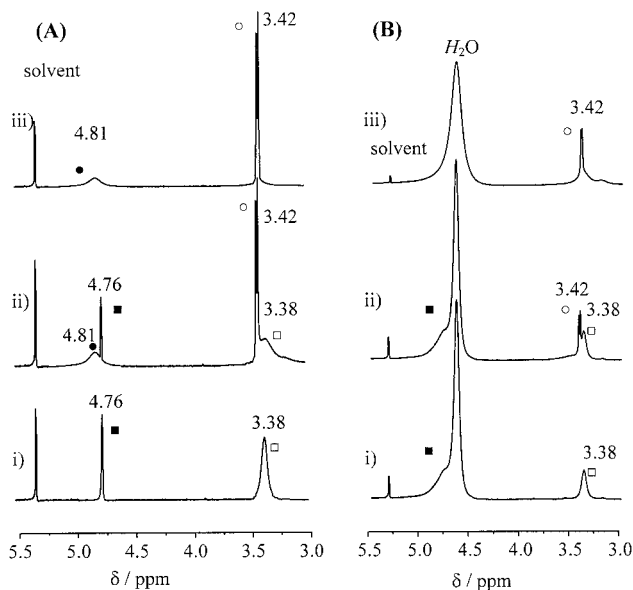 (A)
solvent
iii)
4.81
● 
○
3.42
ii)
4.76
■
4.81
●
○
3.42
3.38
□
i)
4.76
■
3.38
□
5.5 5.0 4.5 4.0 3.5 3.0
δ / ppm
(B)
H2O
iii)
solvent
3.42
○
ii)
■
3.42
○
3.38
□
i)
■
3.38
□
5.5 5.0 4.5 4.0 3.5 3.0
δ / ppm